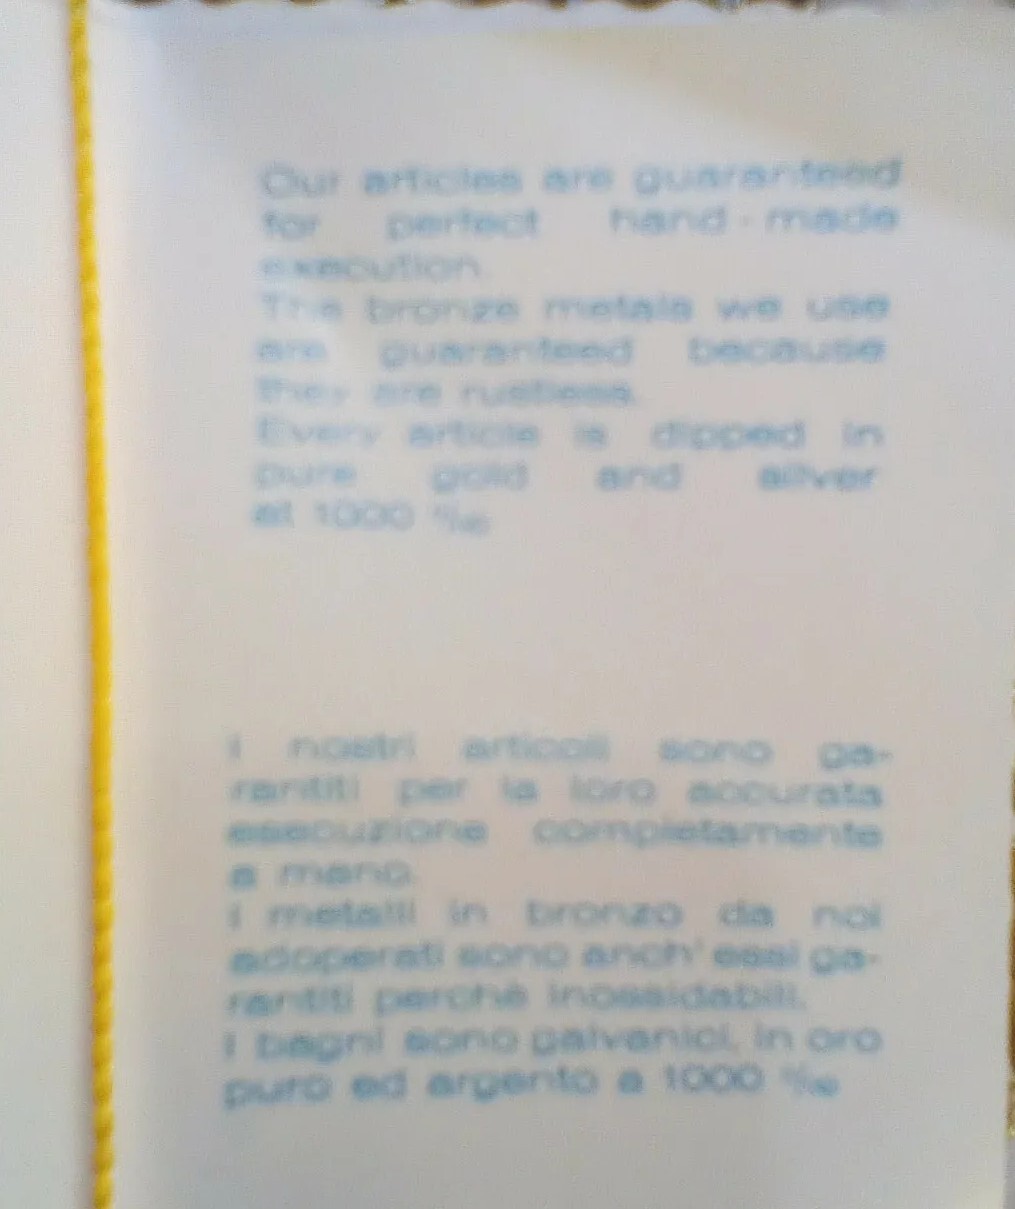 Our articles are guaranteed
for perfect hand-made
execution.
The bronze metals we use
are guaranteed because
they are rustless.
Every article is dipped in
pure gold and silver
at 1000 °/₀₀
I nostri articoli sono ga-
rantiti per la loro accurata
esecuzione completamente
a mano.
I metalli in bronzo da noi
adoperati sono anch' essi ga-
rantiti perchè inossidabili.
I bagni sono galvanici, in oro
puro ed argento a 1000 °/₀₀